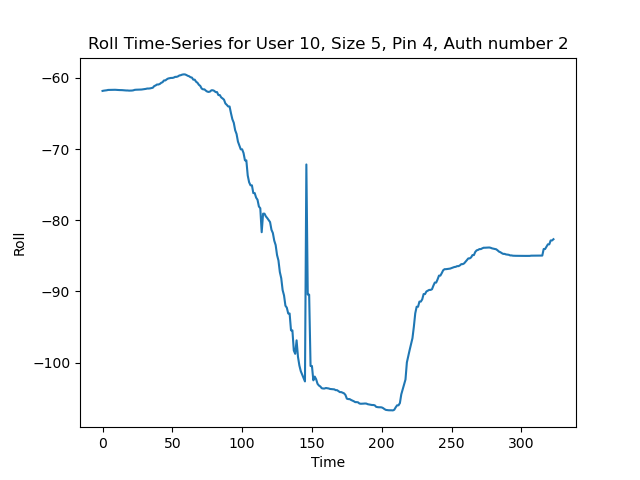 Roll Time-Series for User 10, Size 5, Pin 4, Auth number 2
−60
−70
−80
−90
−100
Roll
0 50 100 150 200 250 300
Time